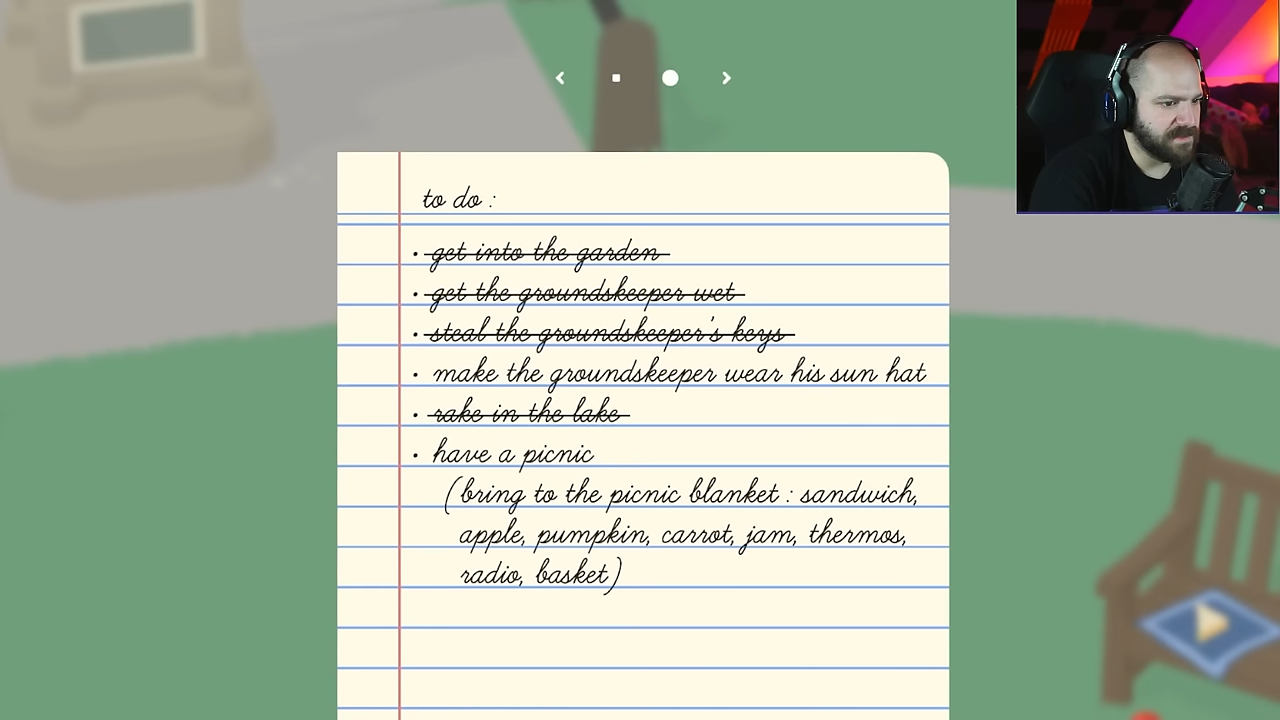 to do :
• get into the garden
• get the groundskeeper wet
• steal the groundskeeper's keys
• make the groundskeeper wear his sun hat
• rake in the lake
• have a picnic
(bring to the picnic blanket : sandwich,
apple, pumpkin, carrot, jam, thermos,
radio, basket)